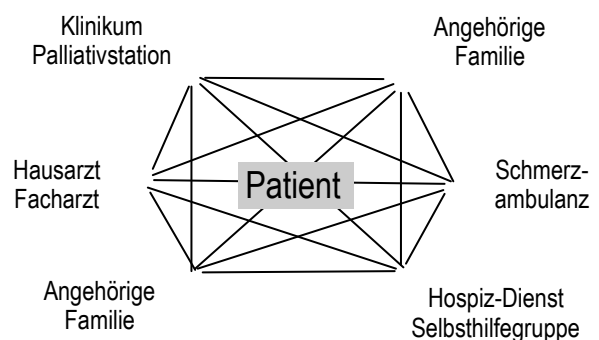 Klinikum
Palliativstation
Angehörige
Familie
Hausarzt
Facharzt
Patient
Schmerz-
ambulanz
Angehörige
Familie
Hospiz-Dienst
Selbsthilfegruppe